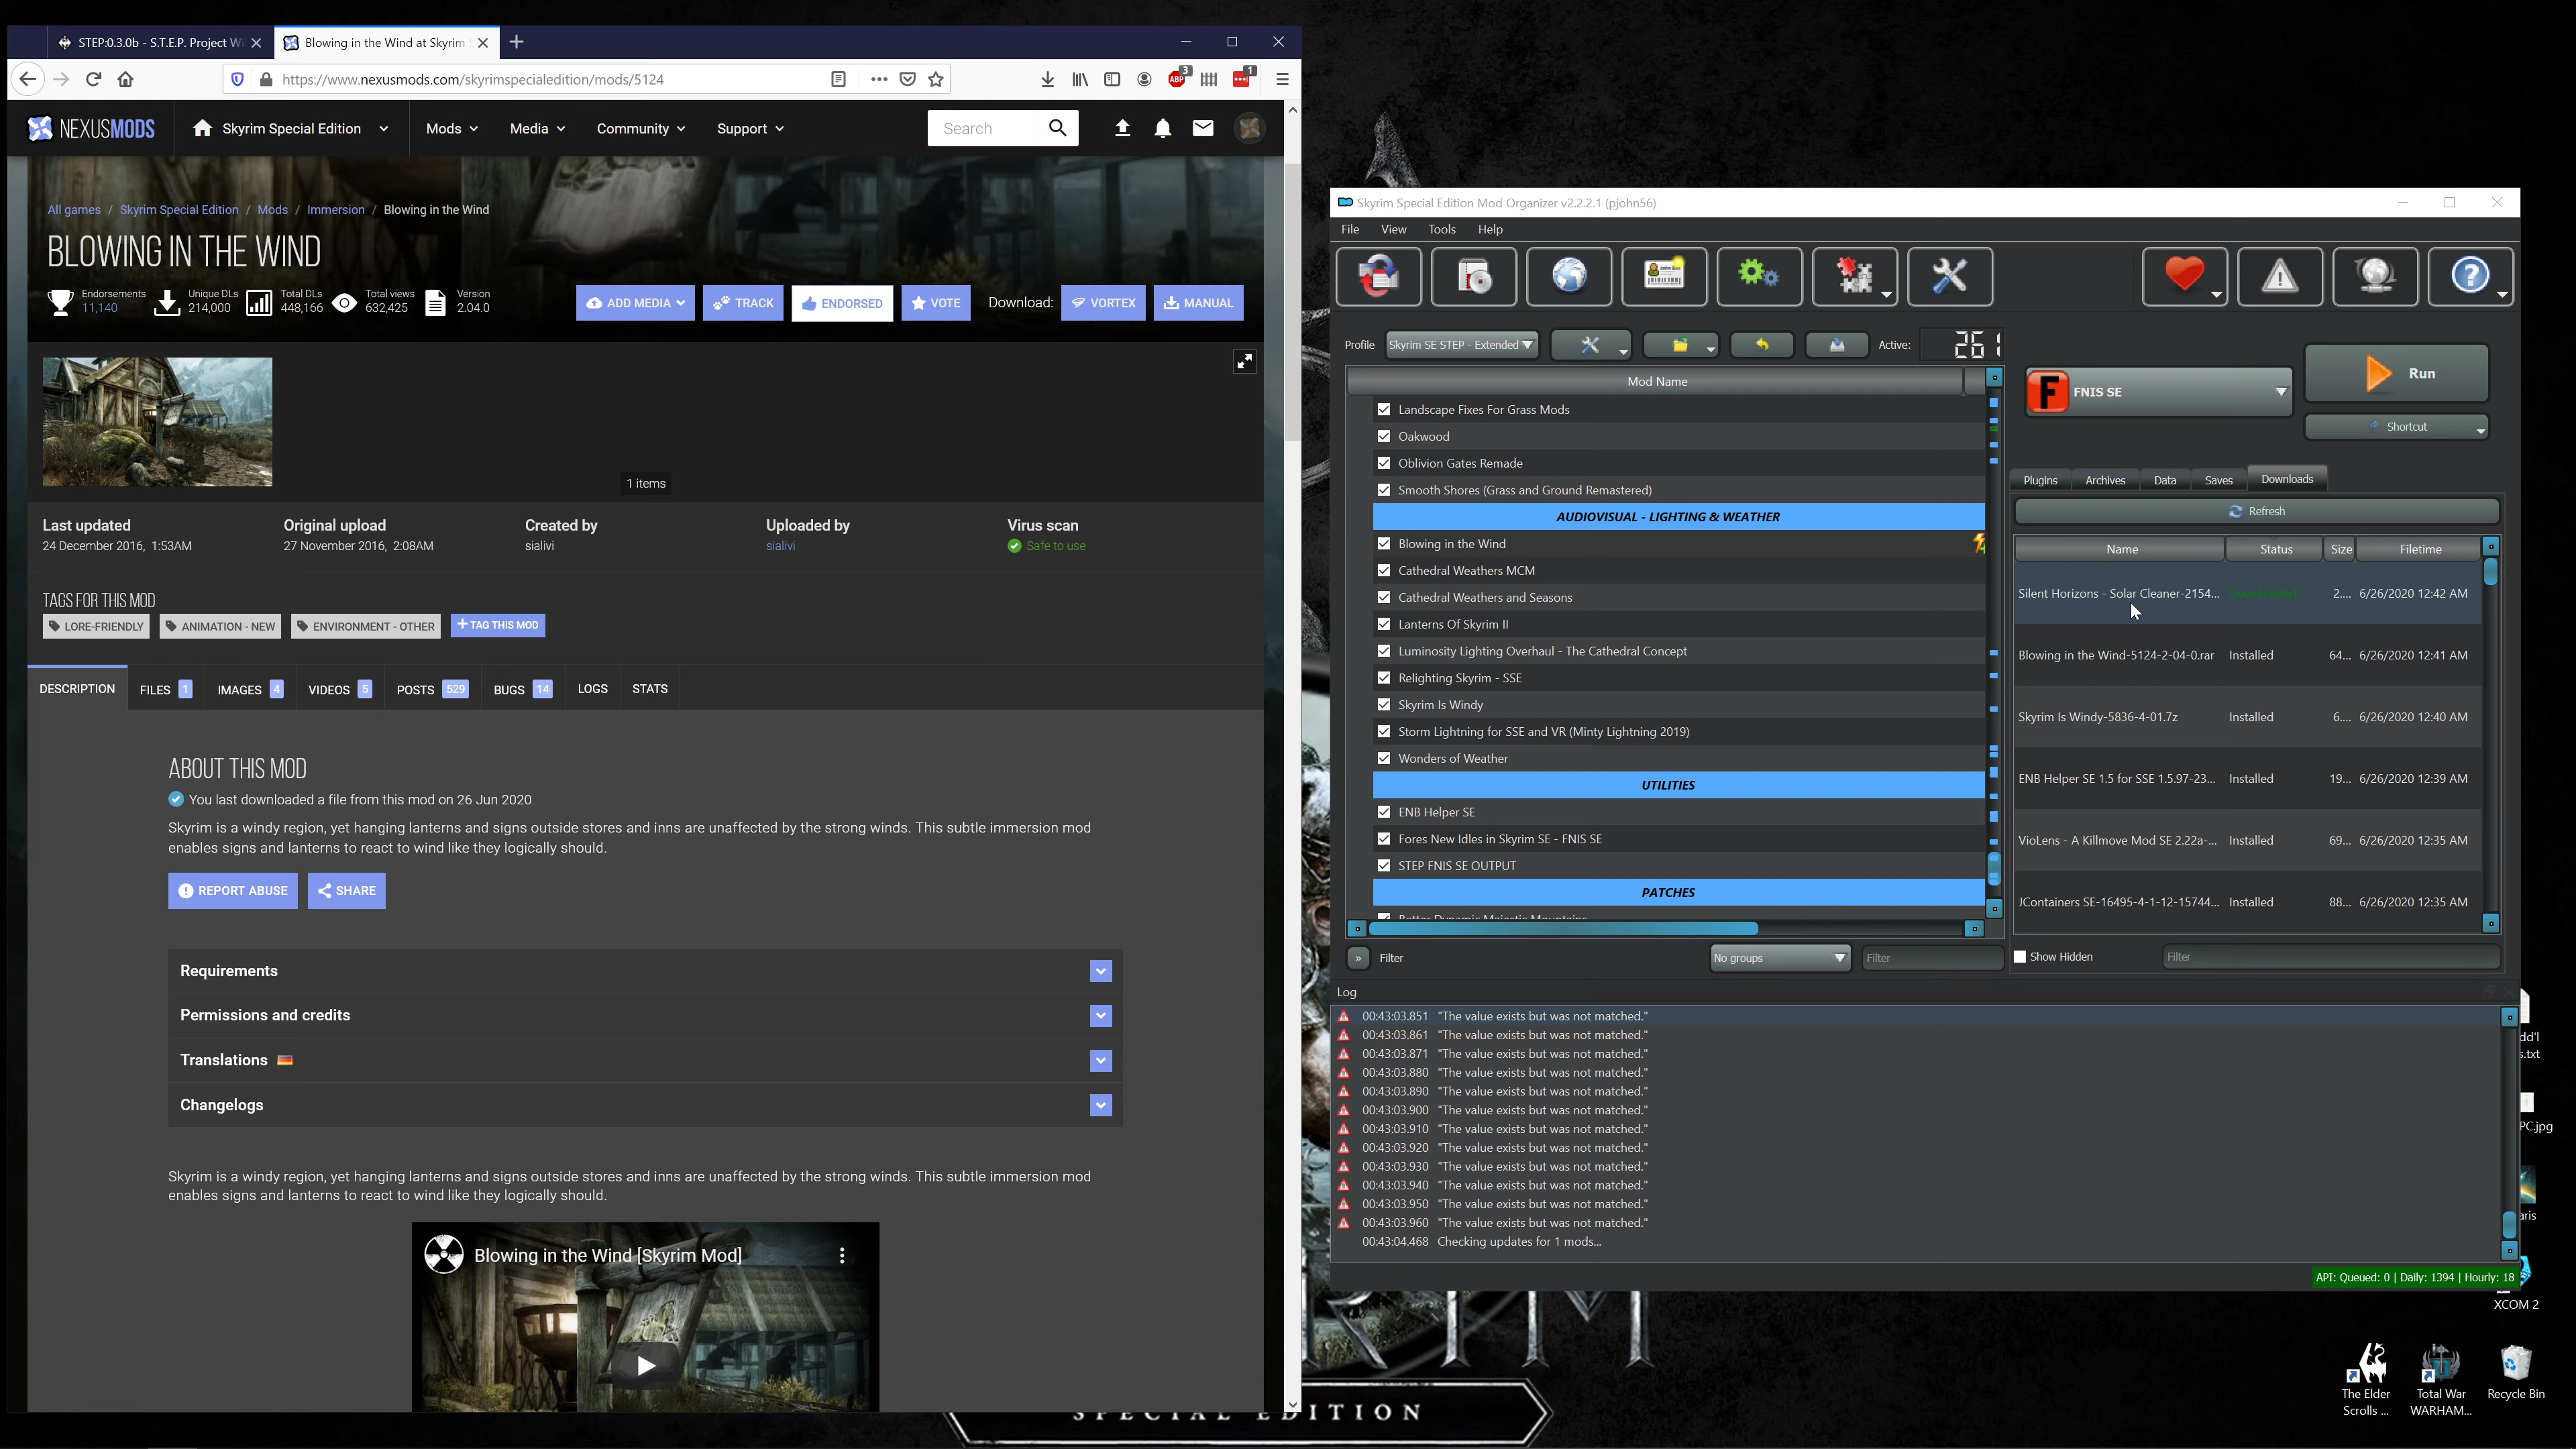 STEP:0.3.0b - S.T.E.P. Project Wi
Blowing in the Wind at Skyrim S
https://www.nexusmods.com/skyrimspecialedition/mods/5124
ABP
3
1
NEXUSMODS
Skyrim Special Edition
Mods
Media
Community
Support
Search
All games / Skyrim Special Edition / Mods / Immersion / Blowing in the Wind
BLOWING IN THE WIND
Endorsements
11,140
Unique DLs
214,000
Total DLs
448,166
Total views
632,425
Version
2.04.0
ADD MEDIA
TRACK
ENDORSED
VOTE
Download:
VORTEX
MANUAL
1 items
Last updated
24 December 2016, 1:53AM
Original upload
27 November 2016, 2:08AM
Created by
sialivi
Uploaded by
sialivi
Virus scan
Safe to use
TAGS FOR THIS MOD
LORE-FRIENDLY
ANIMATION - NEW
ENVIRONMENT - OTHER
+ TAG THIS MOD
DESCRIPTION
FILES 1
IMAGES 4
VIDEOS 5
POSTS 529
BUGS 14
LOGS
STATS
ABOUT THIS MOD
You last downloaded a file from this mod on 26 Jun 2020
Skyrim is a windy region, yet hanging lanterns and signs outside stores and inns are unaffected by the strong winds. This subtle immersion mod
enables signs and lanterns to react to wind like they logically should.
REPORT ABUSE
SHARE
Requirements
Permissions and credits
Translations
Changelogs
Skyrim is a windy region, yet hanging lanterns and signs outside stores and inns are unaffected by the strong winds. This subtle immersion mod
enables signs and lanterns to react to wind like they logically should.
Blowing in the Wind [Skyrim Mod]
Skyrim Special Edition Mod Organizer v2.2.2.1 (pjohn56)
File
View
Tools
Help
Profile
Skyrim SE STEP - Extended
Active:
261
Mod Name
Landscape Fixes For Grass Mods
Oakwood
Oblivion Gates Remade
Smooth Shores (Grass and Ground Remastered)
AUDIOVISUAL - LIGHTING & WEATHER
Blowing in the Wind
Cathedral Weathers MCM
Cathedral Weathers and Seasons
Lanterns Of Skyrim II
Luminosity Lighting Overhaul - The Cathedral Concept
Relighting Skyrim - SSE
Skyrim Is Windy
Storm Lightning for SSE and VR (Minty Lightning 2019)
Wonders of Weather
UTILITIES
ENB Helper SE
Fores New Idles in Skyrim SE - FNIS SE
STEP FNIS SE OUTPUT
PATCHES
Better Dynamic Majestic Mountains
Filter
No groups
Filter
F
FNIS SE
Run
Shortcut
Plugins
Archives
Data
Saves
Downloads
Refresh
Name
Status
Size
Filetime
Silent Horizons - Solar Cleaner-2154... Downloaded 2.... 6/26/2020 12:42 AM
Blowing in the Wind-5124-2-04-0.rar Installed 64... 6/26/2020 12:41 AM
Skyrim Is Windy-5836-4-01.7z Installed 6.... 6/26/2020 12:40 AM
ENB Helper SE 1.5 for SSE 1.5.97-23... Installed 19... 6/26/2020 12:39 AM
VioLens - A Killmove Mod SE 2.22a-... Installed 69... 6/26/2020 12:35 AM
JContainers SE-16495-4-1-12-15744... Installed 88... 6/26/2020 12:35 AM
Show Hidden
Filter
Log
00:43:03.851 "The value exists but was not matched."
00:43:03.861 "The value exists but was not matched."
00:43:03.871 "The value exists but was not matched."
00:43:03.880 "The value exists but was not matched."
00:43:03.890 "The value exists but was not matched."
00:43:03.900 "The value exists but was not matched."
00:43:03.910 "The value exists but was not matched."
00:43:03.920 "The value exists but was not matched."
00:43:03.930 "The value exists but was not matched."
00:43:03.940 "The value exists but was not matched."
00:43:03.950 "The value exists but was not matched."
00:43:03.960 "The value exists but was not matched."
00:43:04.468 Checking updates for 1 mods...
API: Queued: 0 | Daily: 1394 | Hourly: 18
dd'l
s.txt
PC.jpg
aris
XCOM 2
The Elder
Scrolls ...
Total War
WARHAM...
Recycle Bin
SPECIAL EDITION